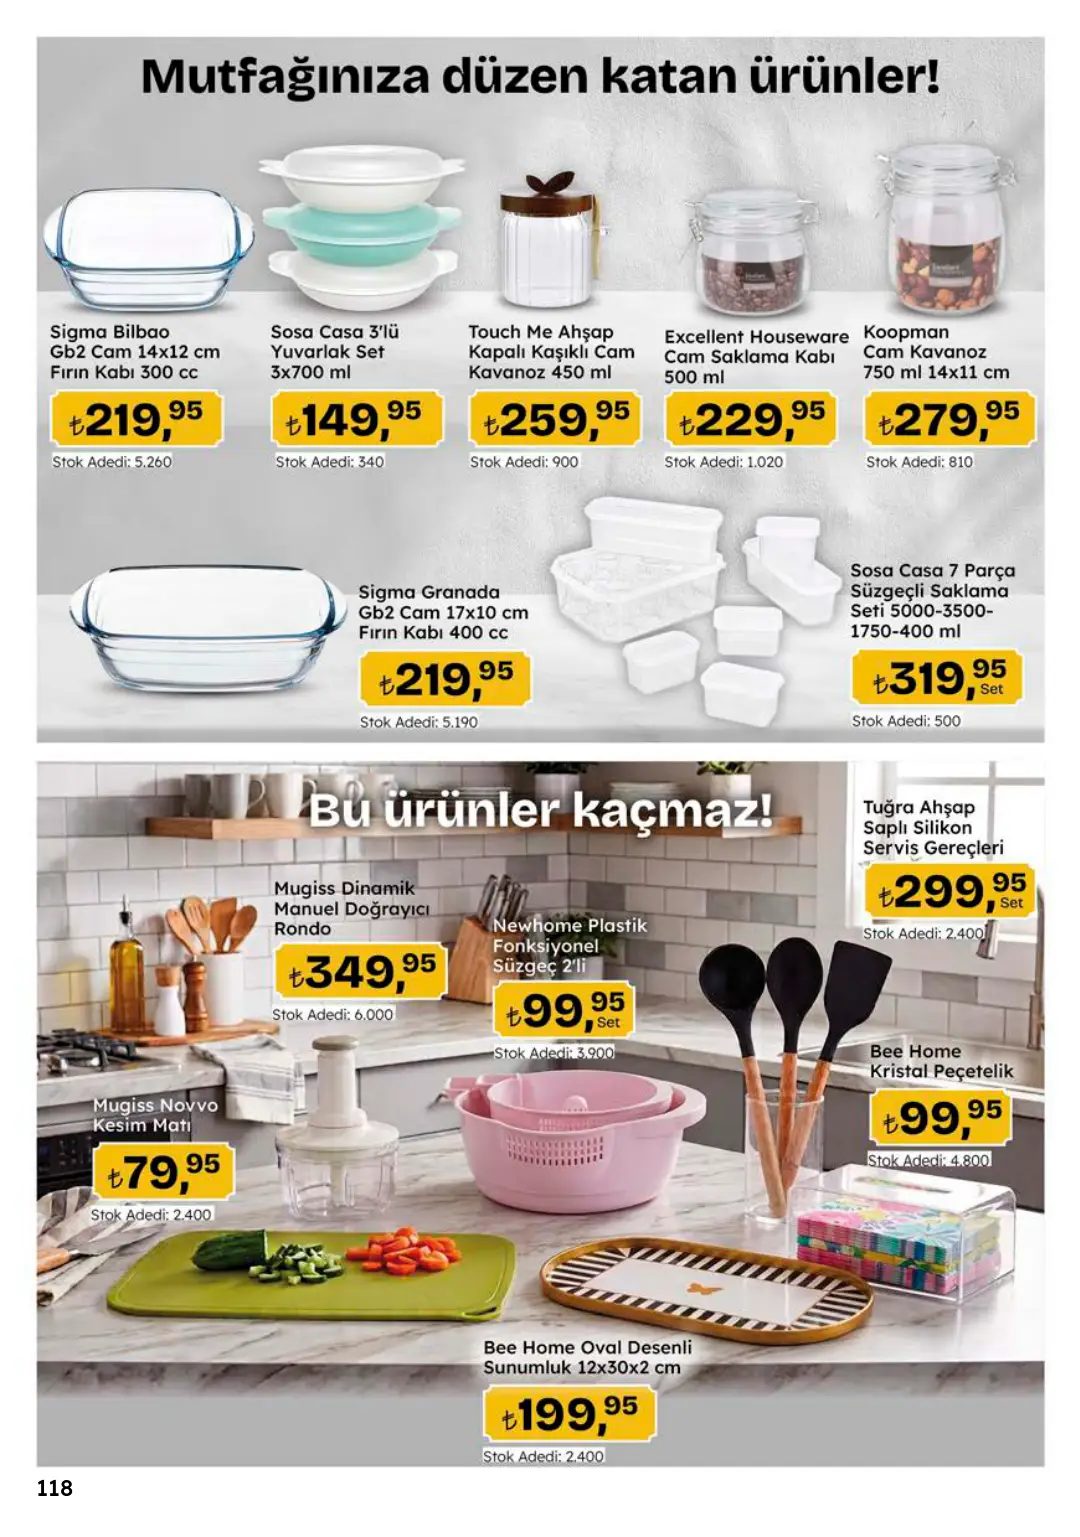 Mutfağınıza düzen katan ürünler!
Sigma Bilbao
Gb2 Cam 14x12 cm
Fırın Kabı 300 cc
₺219,95
Stok Adedi: 5.260
Sosa Casa 3'lü
Yuvarlak Set
3x700 ml
₺149,95
Stok Adedi: 340
Touch Me Ahşap
Kapalı Kaşıklı Cam
Kavanoz 450 ml
₺259,95
Stok Adedi: 900
Excellent Houseware
Cam Saklama Kabı
500 ml
₺229,95
Stok Adedi: 1.020
Koopman
Cam Kavanoz
750 ml 14x11 cm
₺279,95
Stok Adedi: 810
Sigma Granada
Gb2 Cam 17x10 cm
Fırın Kabı 400 cc
₺219,95
Stok Adedi: 5.190
Sosa Casa 7 Parça
Süzgeçli Saklama
Seti 5000-3500-
1750-400 ml
₺319,95
Set
Stok Adedi: 500
Bu ürünler kaçmaz!
Tuğra Ahşap
Saplı Silikon
Servis Gereçleri
₺299,95
Set
Stok Adedi: 2.400
Mugiss Dinamik
Manuel Doğrayıcı
Rondo
₺349,95
Stok Adedi: 6.000
Newhome Plastik
Fonksiyonel
Süzgeç 2'li
₺99,95
Set
Stok Adedi: 3.900
Bee Home
Kristal Peçetelik
₺99,95
Stok Adedi: 4.800
Mugiss Novvo
Kesim Matı
₺79,95
Stok Adedi: 2.400
Bee Home Oval Desenli
Sunumluk 12x30x2 cm
₺199,95
Stok Adedi: 2.400
118